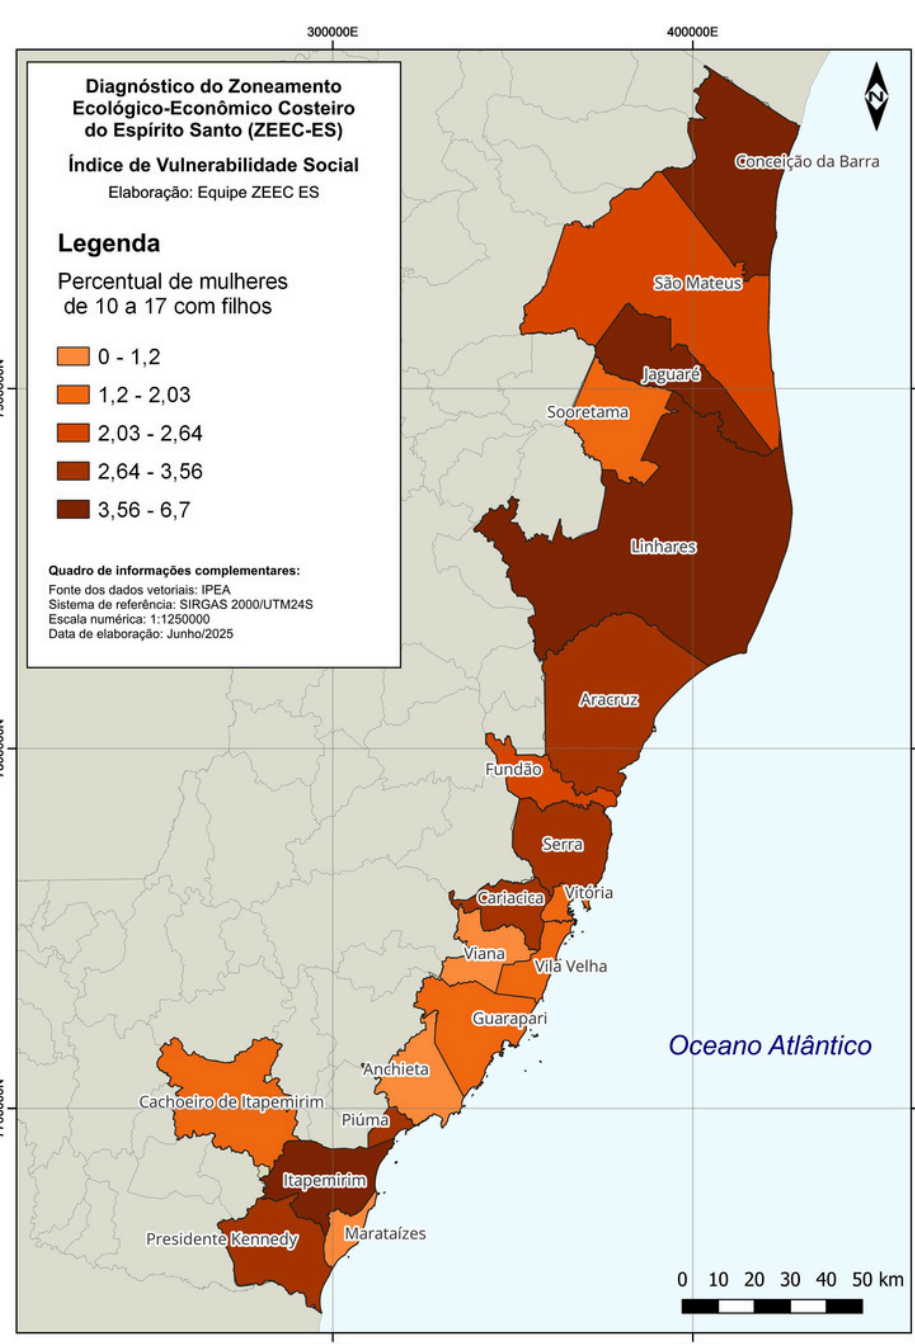 300000E
400000E
Diagnóstico do Zoneamento
Ecológico-Econômico Costeiro
do Espírito Santo (ZEEC-ES)
Índice de Vulnerabilidade Social
Elaboração: Equipe ZEEC ES
Legenda
Percentual de mulheres
de 10 a 17 com filhos
0 - 1,2
1,2 - 2,03
2,03 - 2,64
2,64 - 3,56
3,56 - 6,7
Quadro de informações complementares:
Fonte dos dados vetoriais: IPEA
Sistema de referência: SIRGAS 2000/UTM24S
Escala numérica: 1:1250000
Data de elaboração: Junho/2025
N
Conceição da Barra
São Mateus
Jaguaré
Sooretama
Linhares
Aracruz
Fundão
Serra
Vitória
Cariacica
Viana
Vila Velha
Guarapari
Oceano Atlântico
Anchieta
Cachoeiro de Itapemirim
Piúma
Itapemirim
Marataízes
Presidente Kennedy
0 10 20 30 40 50 km